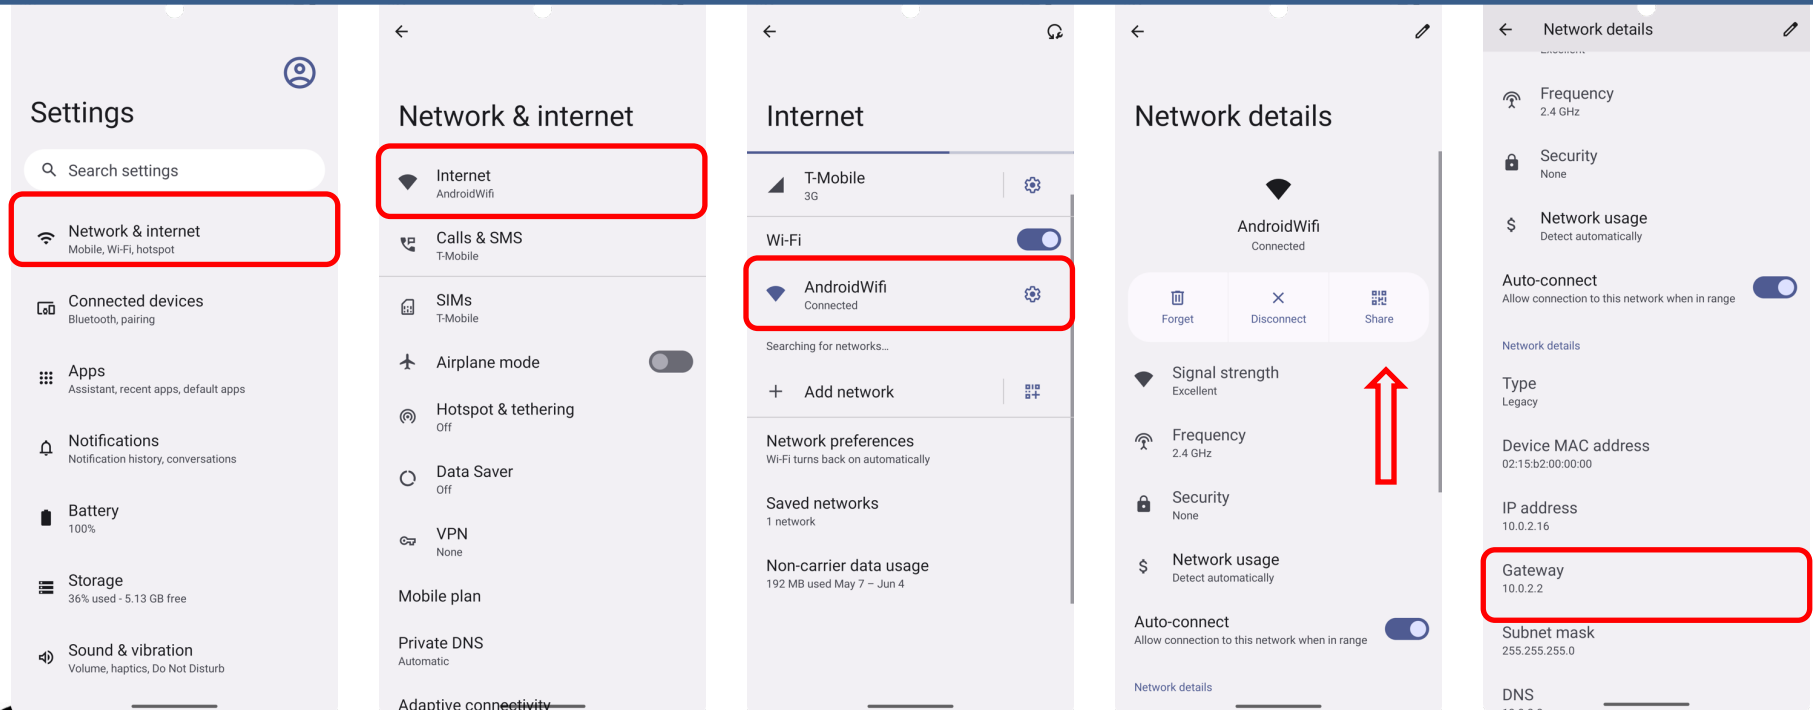 Settings
Search settings
Network & internet
Mobile, Wi-Fi, hotspot
Connected devices
Bluetooth, pairing
Apps
Assistant, recent apps, default apps
Notifications
Notification history, conversations
Battery
100%
Storage
36% used - 5.13 GB free
Sound & vibration
Volume, haptics, Do Not Disturb
Network & internet
Internet
AndroidWifi
Calls & SMS
T-Mobile
SIMs
T-Mobile
Airplane mode
Hotspot & tethering
Off
Data Saver
Off
VPN
None
Mobile plan
Private DNS
Automatic
Adaptive connectivity
Internet
T-Mobile
3G
Wi-Fi
AndroidWifi
Connected
Searching for networks…
Add network
Network preferences
Wi-Fi turns back on automatically
Saved networks
1 network
Non-carrier data usage
192 MB used May 7 – Jun 4
Network details
AndroidWifi
Connected
Forget
Disconnect
Share
Signal strength
Excellent
Frequency
2.4 GHz
Security
None
Network usage
Detect automatically
Auto-connect
Allow connection to this network when in range
Network details
Network details
Frequency
2.4 GHz
Security
None
Network usage
Detect automatically
Auto-connect
Allow connection to this network when in range
Network details
Type
Legacy
Device MAC address
02:15:b2:00:00:00
IP address
10.0.2.16
Gateway
10.0.2.2
Subnet mask
255.255.255.0
DNS